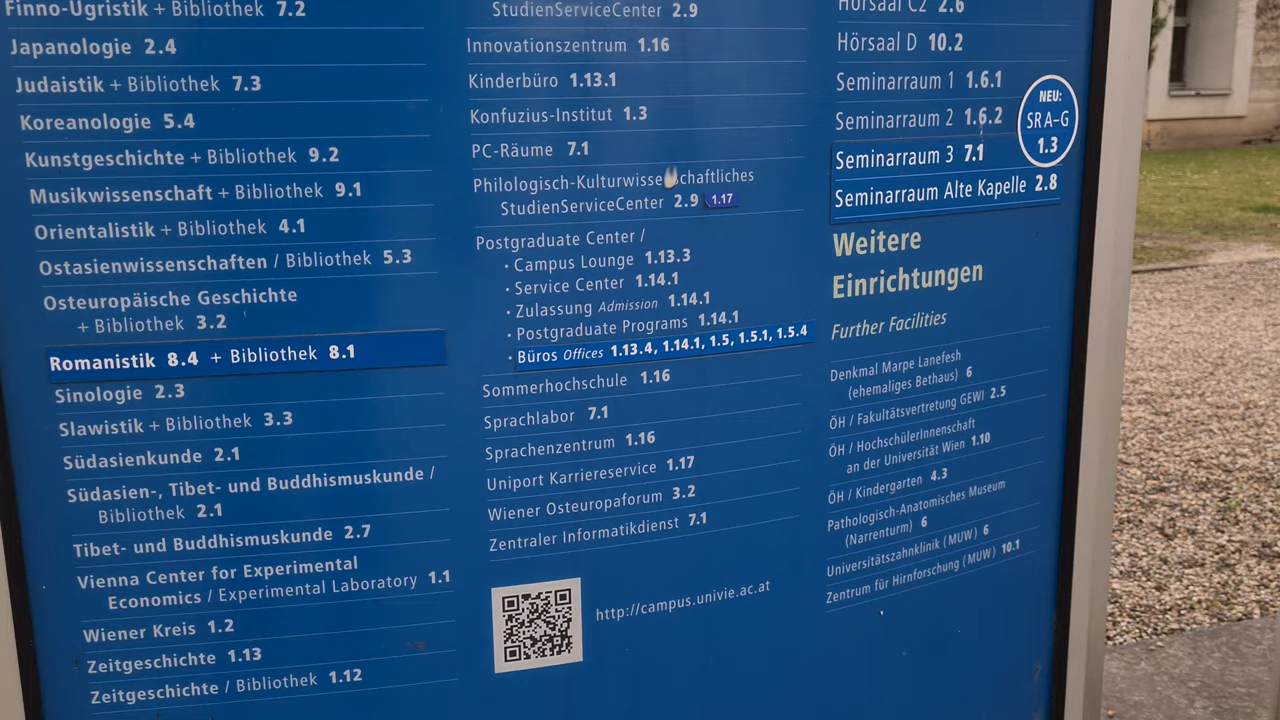 Finno-Ugristik + Bibliothek 7.2
Japanologie 2.4
Judaistik + Bibliothek 7.3
Koreanologie 5.4
Kunstgeschichte + Bibliothek 9.2
Musikwissenschaft + Bibliothek 9.1
Orientalistik + Bibliothek 4.1
Ostasienwissenschaften / Bibliothek 5.3
Osteuropäische Geschichte
+ Bibliothek 3.2
Romanistik 8.4 + Bibliothek 8.1
Sinologie 2.3
Slawistik + Bibliothek 3.3
Südasienkunde 2.1
Südasien-, Tibet- und Buddhismuskunde /
Bibliothek 2.1
Tibet- und Buddhismuskunde 2.7
Vienna Center for Experimental
Economics / Experimental Laboratory 1.1
Wiener Kreis 1.2
Zeitgeschichte 1.13
Zeitgeschichte / Bibliothek 1.12
StudienServiceCenter 2.9
Innovationszentrum 1.16
Kinderbüro 1.13.1
Konfuzius-Institut 1.3
PC-Räume 7.1
Philologisch-Kulturwissenschaftliches
StudienServiceCenter 2.9 1.17
Postgraduate Center /
· Campus Lounge 1.13.3
· Service Center 1.14.1
· Zulassung Admission 1.14.1
· Postgraduate Programs 1.14.1
· Büros Offices 1.13.4, 1.14.1, 1.5, 1.5.1, 1.5.4
Sommerhochschule 1.16
Sprachlabor 7.1
Sprachenzentrum 1.16
Uniport Karriereservice 1.17
Wiener Osteuropaforum 3.2
Zentraler Informatikdienst 7.1
http://campus.univie.ac.at
Hörsaal C2 2.6
Hörsaal D 10.2
Seminarraum 1 1.6.1
Seminarraum 2 1.6.2
NEU:
SR A–G
1.3
Seminarraum 3 7.1
Seminarraum Alte Kapelle 2.8
Weitere
Einrichtungen
Further Facilities
Denkmal Marpe Lanefesh
(ehemaliges Bethaus) 6
ÖH / Fakultätsvertretung GEWI 2.5
ÖH / HochschülerInnenschaft
an der Universität Wien 1.10
ÖH / Kindergarten 4.3
Pathologisch-Anatomisches Museum
(Narrenturm) 6
Universitätszahnklinik (MUW) 6
Zentrum für Hirnforschung (MUW) 10.1